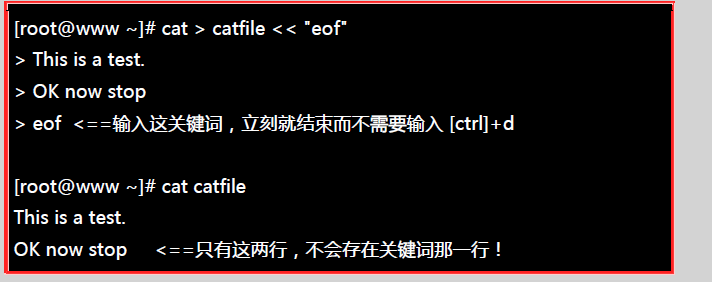 [root@www ~]# cat > catfile << "eof"
> This is a test.
> OK now stop
> eof <==输入这关键词，立刻就结束而不需要输入 [ctrl]+d
[root@www ~]# cat catfile
This is a test.
OK now stop <==只有这两行，不会存在关键词那一行！